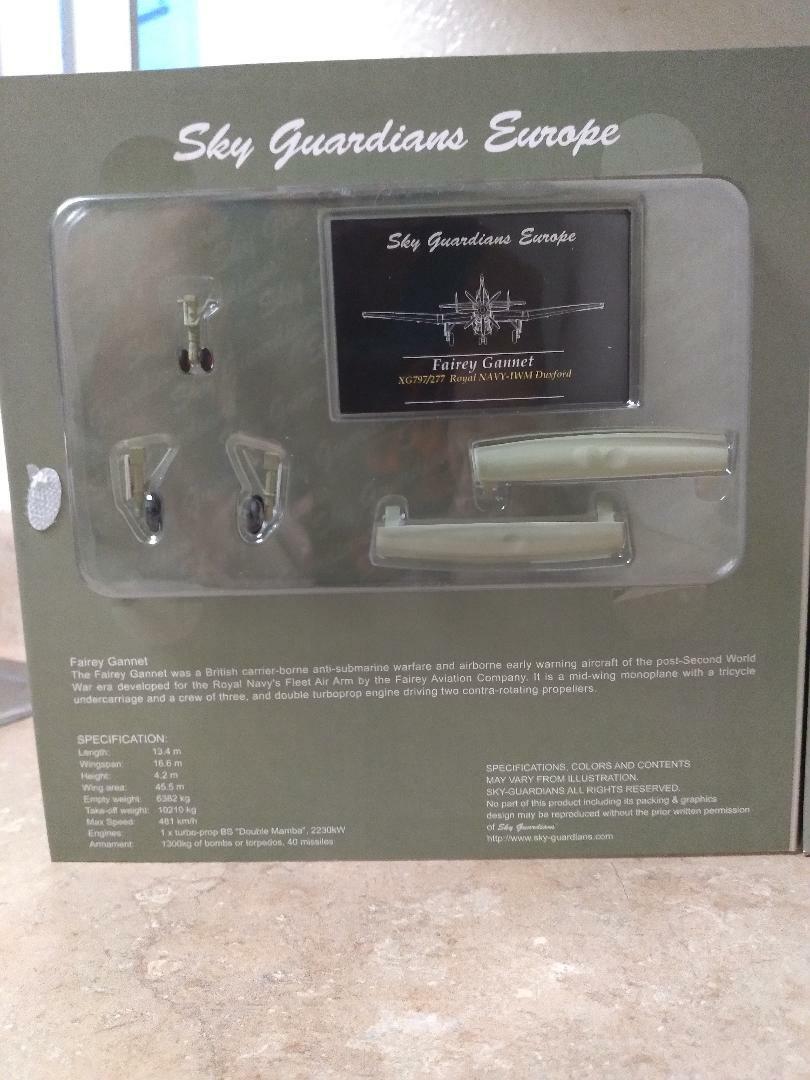 Sky Guardians Europe
Sky Guardians Europe
Fairey Gannet
XG797/277 Royal NAVY-IWM Duxford
Fairey Gannet
The Fairey Gannet was a British carrier-borne anti-submarine warfare and airborne early warning aircraft of the post-Second World
War era developed for the Royal Navy's Fleet Air Arm by the Fairey Aviation Company. It is a mid-wing monoplane with a tricycle
undercarriage and a crew of three, and double turboprop engine driving two contra-rotating propellers.
SPECIFICATION:
Length: 13.4 m
Wingspan: 16.6 m
Height: 4.2 m
Wing area: 45.5 m
Empty weight: 6382 kg
Take-off weight: 10210 kg
Max Speed: 481 km/h
Engines: 1 x turbo-prop BS "Double Mamba", 2230kW
Armament: 1300kg of bombs or torpedos, 40 missiles
SPECIFICATIONS, COLORS AND CONTENTS
MAY VARY FROM ILLUSTRATION.
SKY-GUARDIANS ALL RIGHTS RESERVED.
No part of this product including its packing & graphics
design may be reproduced without the prior written permission
of Sky Guardians
http://www.sky-guardians.com